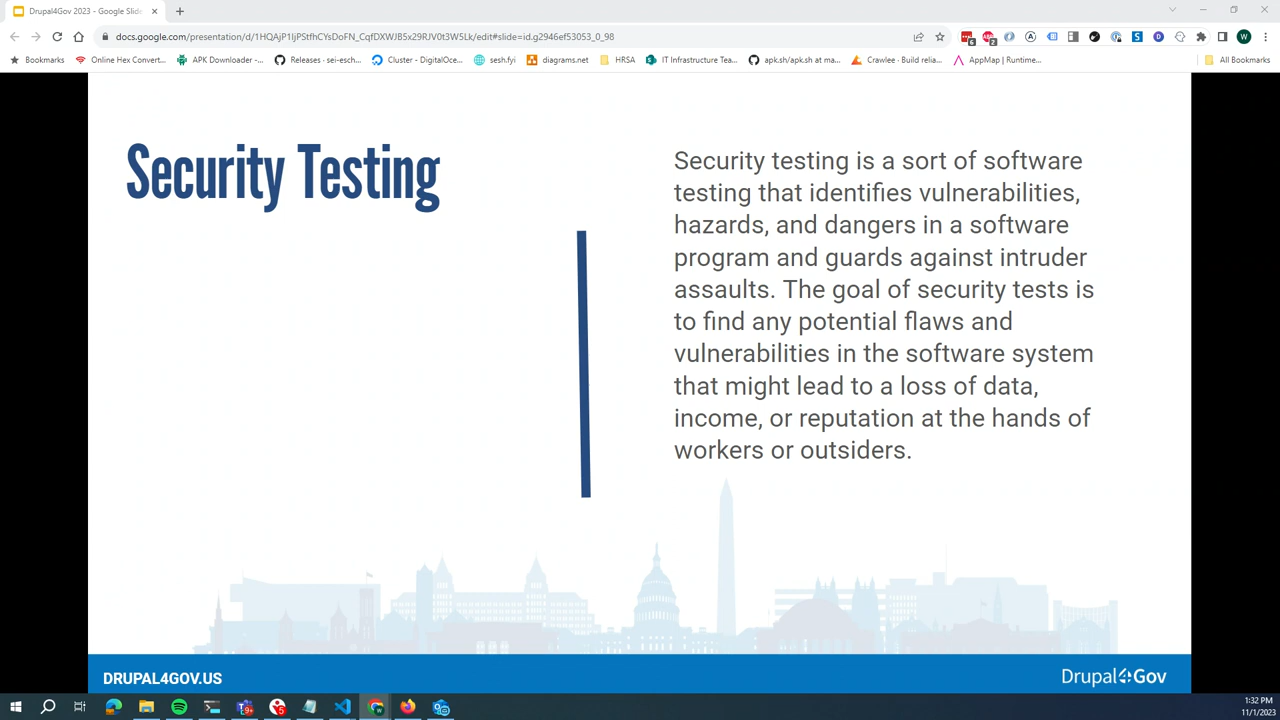 Drupal4Gov 2023 - Google Slide
docs.google.com/presentation/d/1HQAjP1IjPStfhCYsDoFN_CqfDXWJB5x29RJV0t3W5Lk/edit#slide=id.g2946ef53053_0_98
6
2
W
Bookmarks
Online Hex Convert...
APK Downloader -...
Releases · sei-esch...
Cluster - DigitalOce...
sesh.fyi
diagrams.net
HRSA
IT Infrastructure Tea...
apk.sh/apk.sh at ma...
Crawlee · Build relia...
AppMap | Runtime...
All Bookmarks
Security Testing
Security testing is a sort of software
testing that identifies vulnerabilities,
hazards, and dangers in a software
program and guards against intruder
assaults. The goal of security tests is
to find any potential flaws and
vulnerabilities in the software system
that might lead to a loss of data,
income, or reputation at the hands of
workers or outsiders.
DRUPAL4GOV.US
Drupal4Gov
1:32 PM
11/1/2023